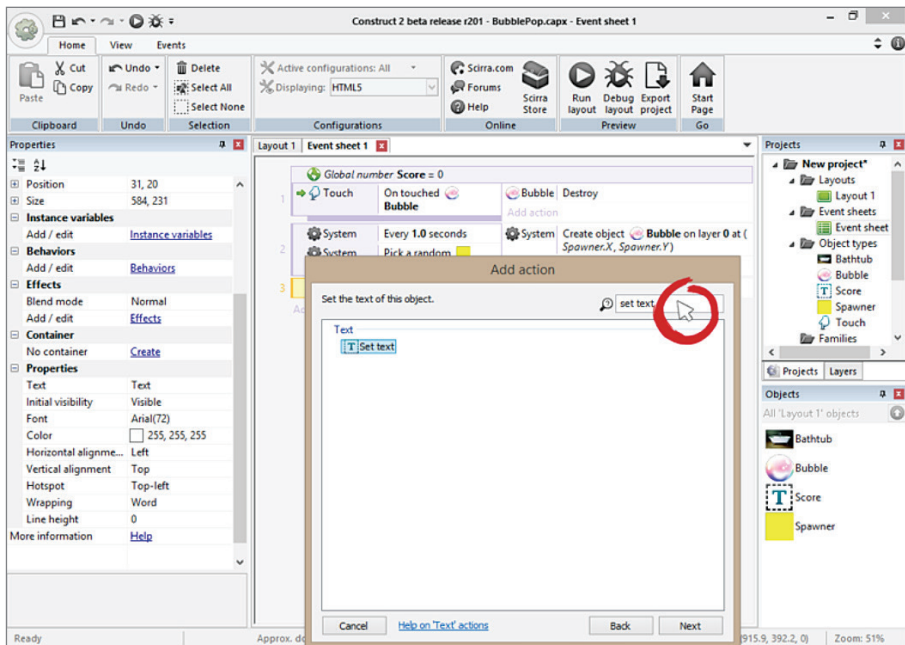 Construct 2 beta release r201 - BubblePop.capx - Event sheet 1
Home View Events
Paste
Cut
Copy
Clipboard
Undo
Redo
Undo
Delete
Select All
Select None
Selection
Active configurations: All
Displaying: HTML5
Configurations
Scirra.com
Forums
Help
Scirra Store
Online
Run layout
Debug layout
Export project
Preview
Start Page
Go
Properties
Position 31, 20
Size 584, 231
Instance variables
Add / edit Instance variables
Behaviors
Add / edit Behaviors
Effects
Blend mode Normal
Add / edit Effects
Container
No container Create
Properties
Text Text
Initial visibility Visible
Font Arial(72)
Color 255, 255, 255
Horizontal alignme... Left
Vertical alignment Top
Hotspot Top-left
Wrapping Word
Line height 0
More information Help
Layout 1 Event sheet 1
Global number Score = 0
1 Touch On touched Bubble
Bubble Destroy
Add action
2 System Every 1.0 seconds
System Create object Bubble on layer 0 at (
Spawner.X, Spawner.Y)
System Pick a random
3
Add action
Set the text of this object.
set text
Text
T Set text
Cancel Help on 'Text' actions Back Next
Projects
New project*
Layouts
Layout 1
Event sheets
Event sheet
Object types
Bathtub
Bubble
T Score
Spawner
Touch
Families
Projects Layers
Objects
All 'Layout 1' objects
Bathtub
Bubble
T Score
Spawner
Ready
Approx. do
(915.9, 392.2, 0) Zoom: 51%